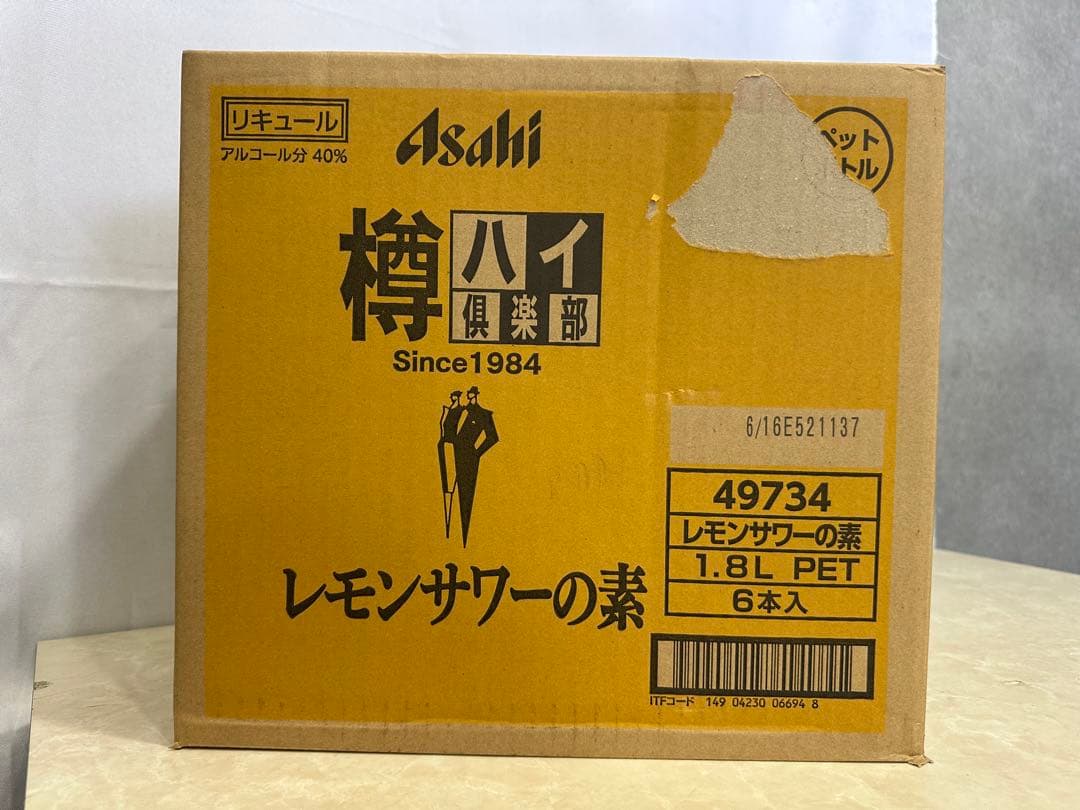 リキュール
アルコール分 40%
Asahi
ペット
トル
樽ハイ
倶楽部
Since1984
6/16E521137
49734
レモンサワーの素
1.8L PET
6本入
レモンサワーの素
ITFコード 149 04230 06694 8